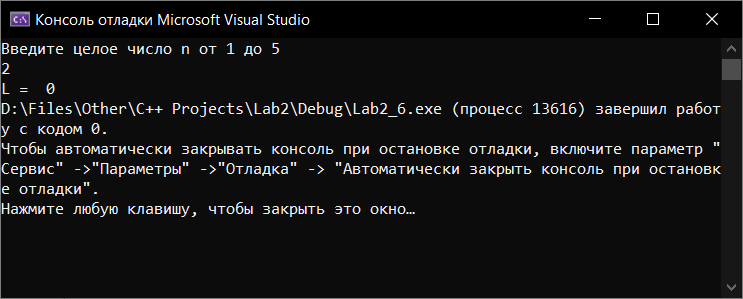 Консоль отладки Microsoft Visual Studio
Введите целое число n от 1 до 5
2
L =  0
D:\Files\Other\C++ Projects\Lab2\Debug\Lab2_6.exe (процесс 13616) завершил работ
у с кодом 0.
Чтобы автоматически закрывать консоль при остановке отладки, включите параметр "
Сервис" ->"Параметры" ->"Отладка" -> "Автоматически закрыть консоль при остановк
е отладки".
Нажмите любую клавишу, чтобы закрыть это окно…